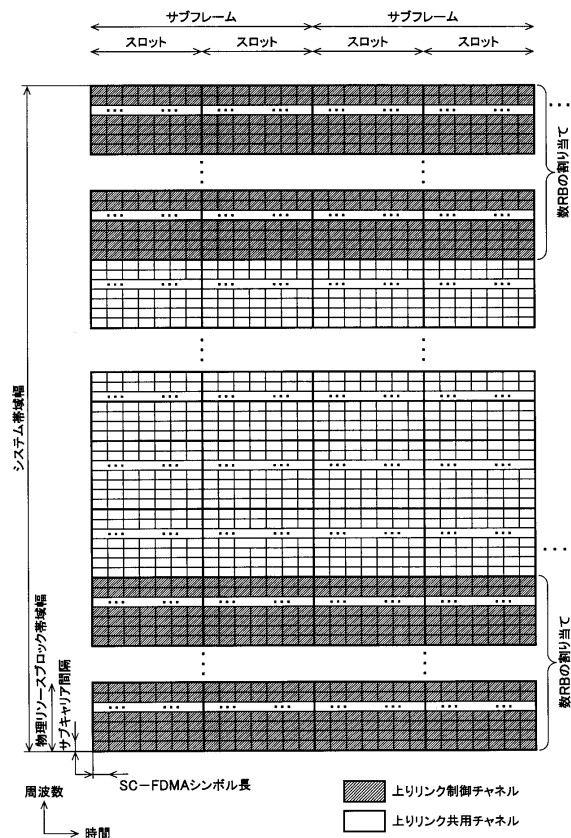 サブフレーム サブフレーム
スロット スロット スロット スロット
数RBの割り当て
システム帯域幅
数RBの割り当て
物理リソースブロック帯域幅
サブキャリア間隔
SC-FDMAシンボル長
周波数
時間
上りリンク制御チャネル
上りリンク共用チャネル